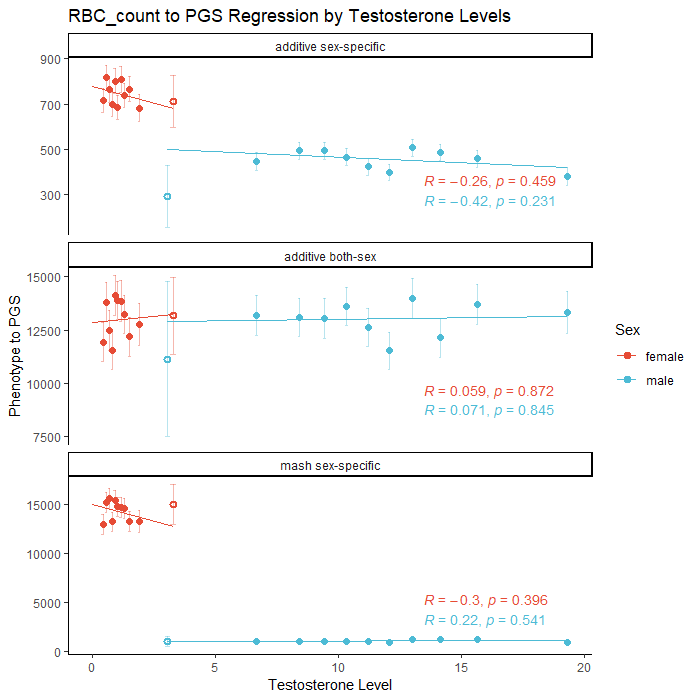 RBC_count to PGS Regression by Testosterone Levels
additive sex-specific
900
700
500
300
R = −0.26, p = 0.459
R = −0.42, p = 0.231
additive both-sex
15000
12500
10000
7500
R = 0.059, p = 0.872
R = 0.071, p = 0.845
mash sex-specific
15000
10000
5000
0
R = −0.3, p = 0.396
R = 0.22, p = 0.541
0 5 10 15 20
Testosterone Level
Phenotype to PGS
Sex
female
male